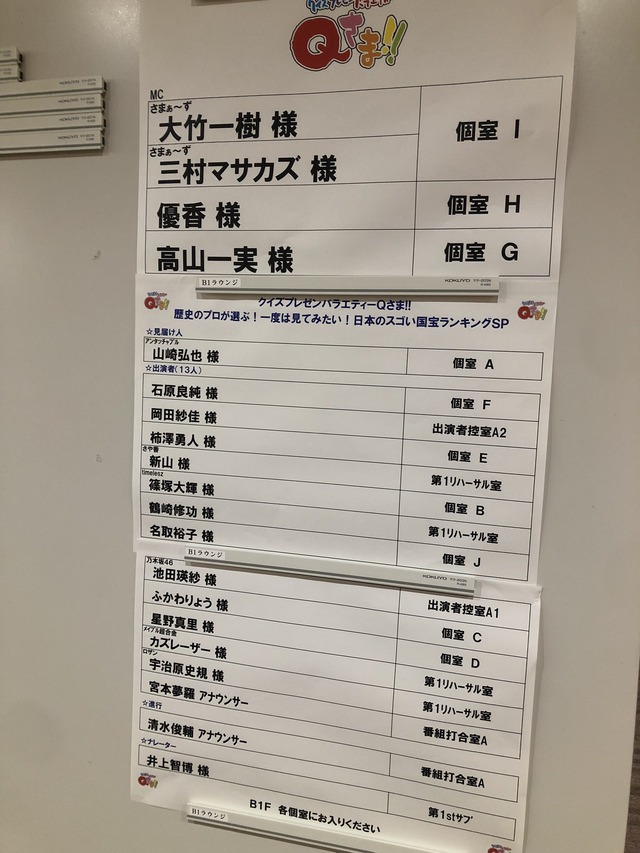 クイズプレゼンバラエティー
Qさま!!
MC
さまぁ〜ず
大竹一樹 様
個室 I
さまぁ〜ず
三村マサカズ 様
優香 様
個室 H
高山一実 様
個室 G
B1ラウンジ
KOKUYO
クイズプレゼンバラエティーQさま!!
歴史のプロが選ぶ！一度は見てみたい！日本のスゴい国宝ランキングSP
☆見届け人
アンタッチャブル
山崎弘也 様
個室 A
☆出演者(13人)
石原良純 様
個室 F
岡田紗佳 様
出演者控室A2
柿澤勇人 様
個室 E
さや香
新山 様
第1リハーサル室
timelesz
篠塚大輝 様
個室 B
鶴崎修功 様
第1リハーサル室
名取裕子 様
個室 J
B1ラウンジ
KOKUYO
乃木坂46
池田瑛紗 様
出演者控室A1
ふかわりょう 様
個室 C
星野真里 様
個室 D
メイプル超合金
カズレーザー 様
第1リハーサル室
ロザン
宇治原史規 様
第1リハーサル室
宮本夢羅 アナウンサー
番組打合室A
☆進行
清水俊輔 アナウンサー
番組打合室A
☆ナレーター
井上智博 様
第1stサブ
B1F 各個室にお入りください
B1ラウンジ